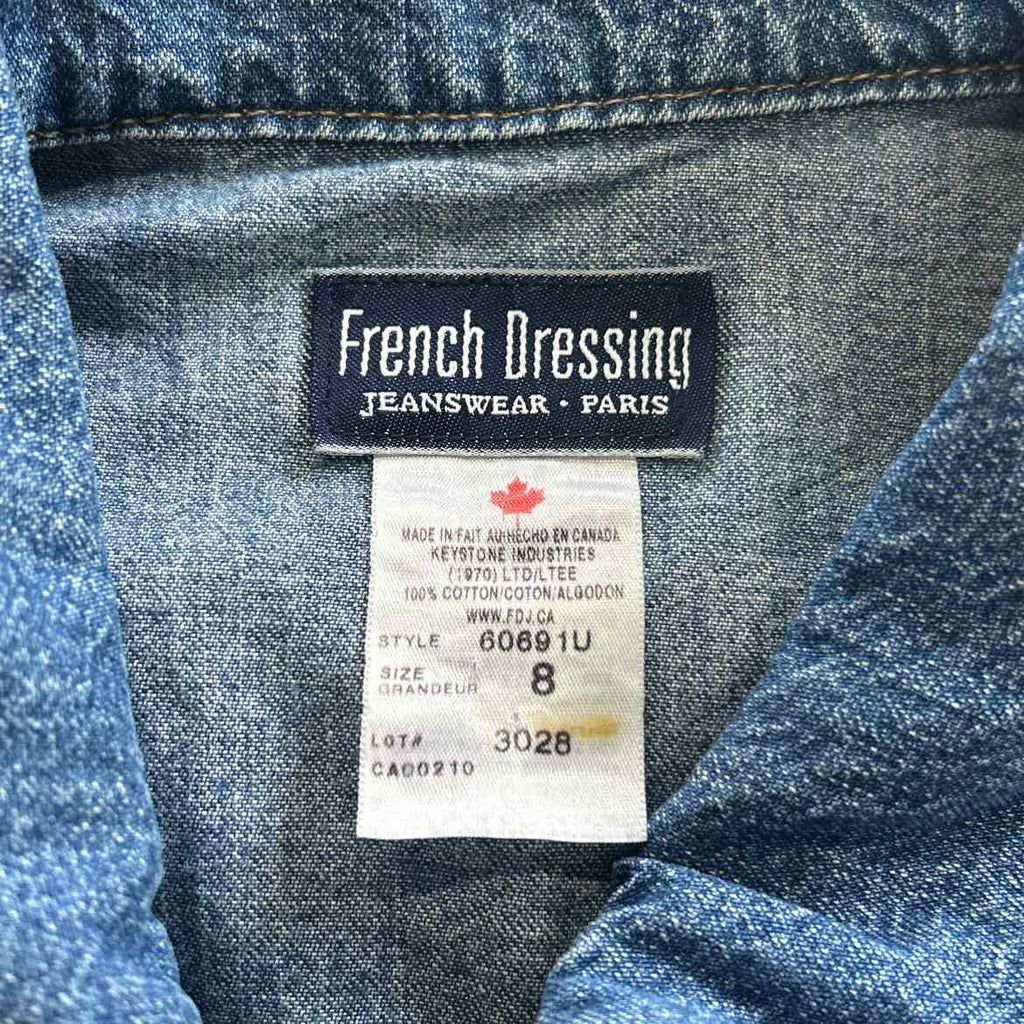 French Dressing
JEANSWEAR · PARIS
MADE IN/FAIT AU/HECHO EN CANADA
KEYSTONE INDUSTRIES
(1970) LTD/LTEE
100% COTTON/COTON/ALGODON
WWW.FDJ.CA
STYLE 60691U
SIZE 8
GRANDEUR
LOT# 3028
CA00210